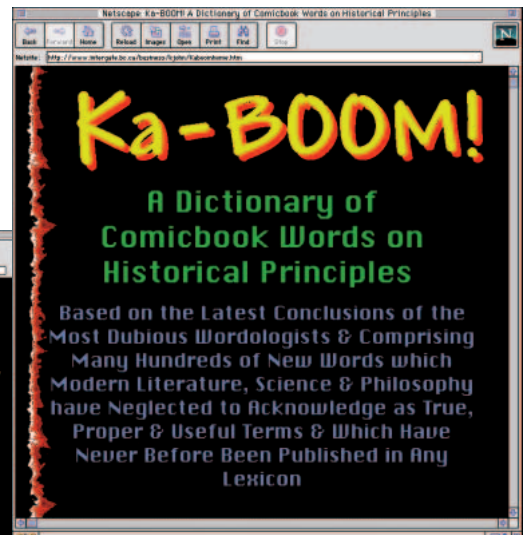 Netscape: Ka-BOOM! A Dictionary of Comicbook Words on Historical Principles
Back Forward Home Reload Images Open Print Find Stop
N
Netsite: http://www.intergate.bc.ca/business/
Ka-BOOM!
A Dictionary of
Comicbook Words on
Historical Principles
Based on the Latest Conclusions of the
Most Dubious Wordologists & Comprising
Many Hundreds of New Words which
Modern Literature, Science & Philosophy
have Neglected to Acknowledge as True,
Proper & Useful Terms & Which Have
Never Before Been Published in Any
Lexicon